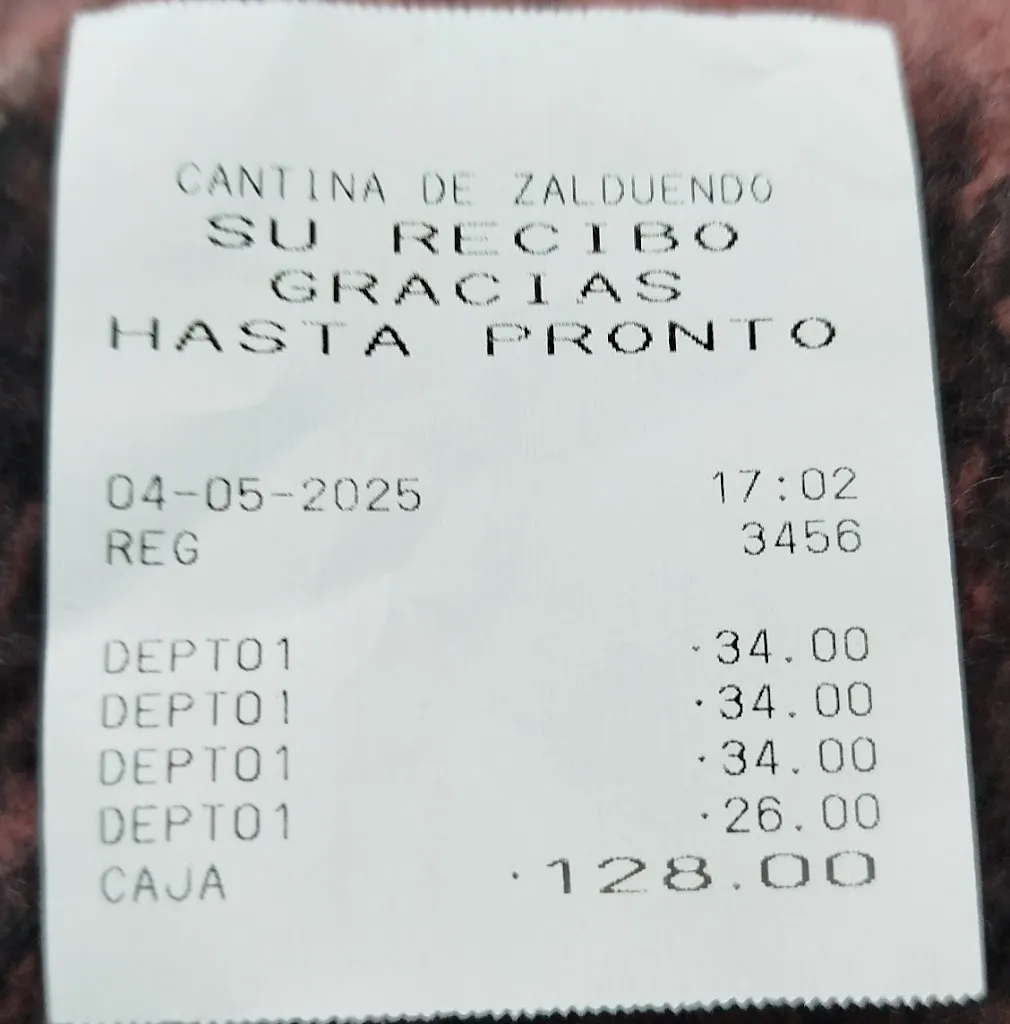 CANTINA DE ZALDUENDO
SU RECIBO
GRACIAS
HASTA PRONTO
04-05-2025 17:02
REG 3456
DEPT01 ·34.00
DEPT01 ·34.00
DEPT01 ·34.00
DEPT01 ·26.00
CAJA ·128.00